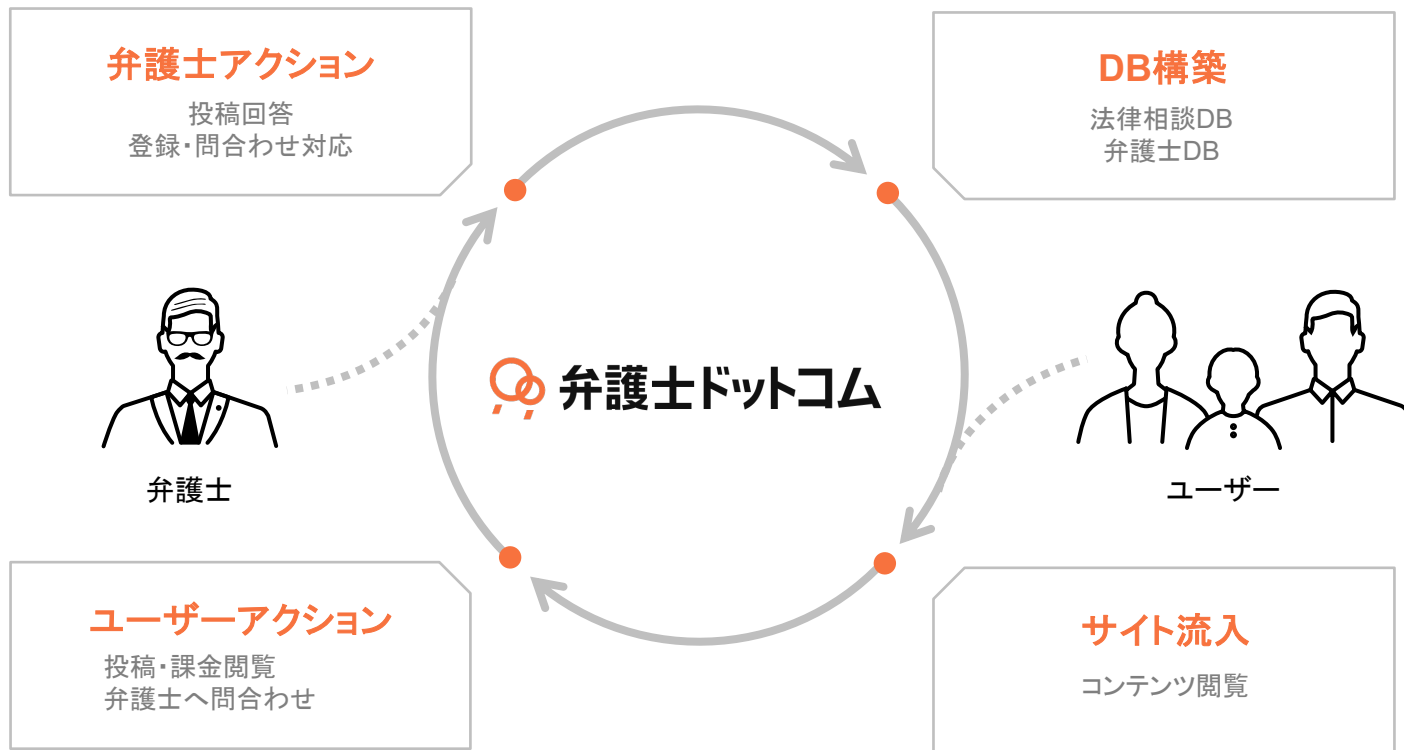 弁護士アクション
投稿回答
登録・問合わせ対応
DB構築
法律相談DB
弁護士DB
弁護士ドットコム
弁護士
ユーザー
ユーザーアクション
投稿・課金閲覧
弁護士へ問合わせ
サイト流入
コンテンツ閲覧